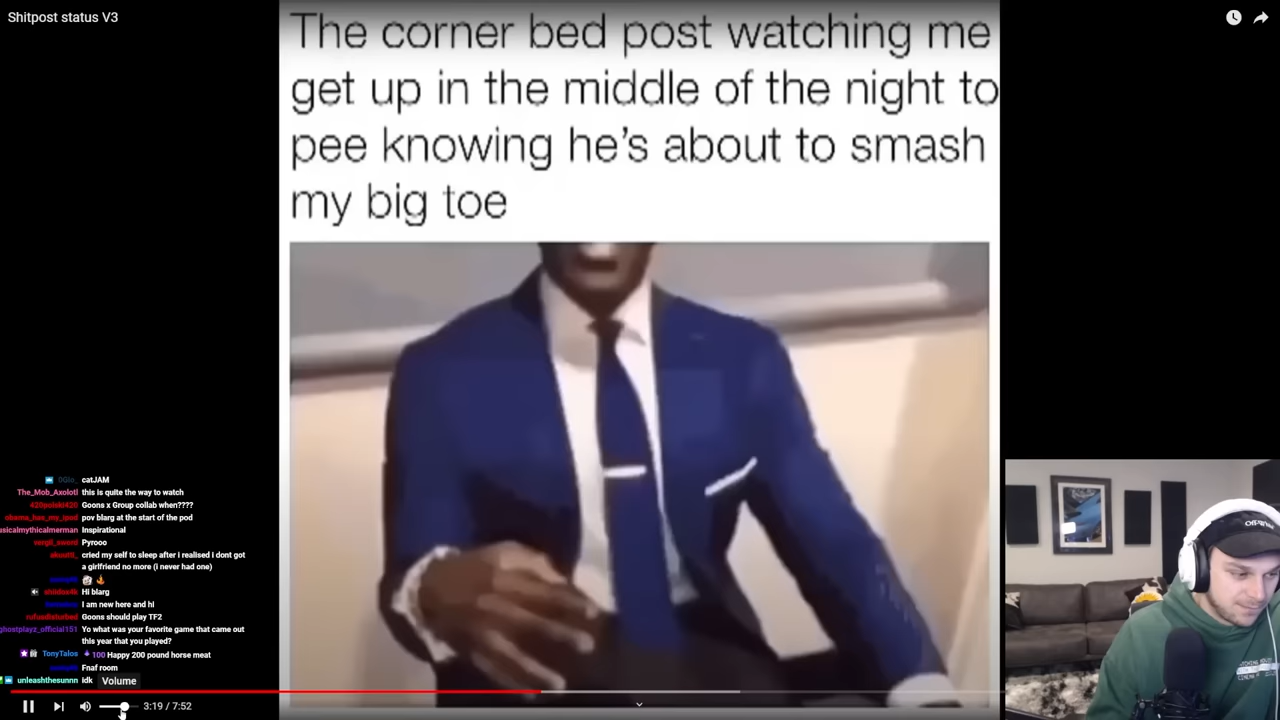 Shitpost status V3
The corner bed post watching me
get up in the middle of the night to
pee knowing he's about to smash
my big toe
catJAM
The_Mob_Axolotl this is quite the way to watch
Goons x Group collab when????
obama_has_my_ipod pov blarg at the start of the pod
usicalmythicalmerman Inspirational
vergil_sword Pyrooo
cried my self to sleep after i realised i dont got
a girlfriend no more (i never had one)
Hi blarg
I am new here and hi
Goons should play TF2
ghostplayz_official151 Yo what was your favorite game that came out
this year that you played?
TonyTalos 100 Happy 200 pound horse meat
Fnaf room
unleashthesunnn idk
Volume
3:19 / 7:52